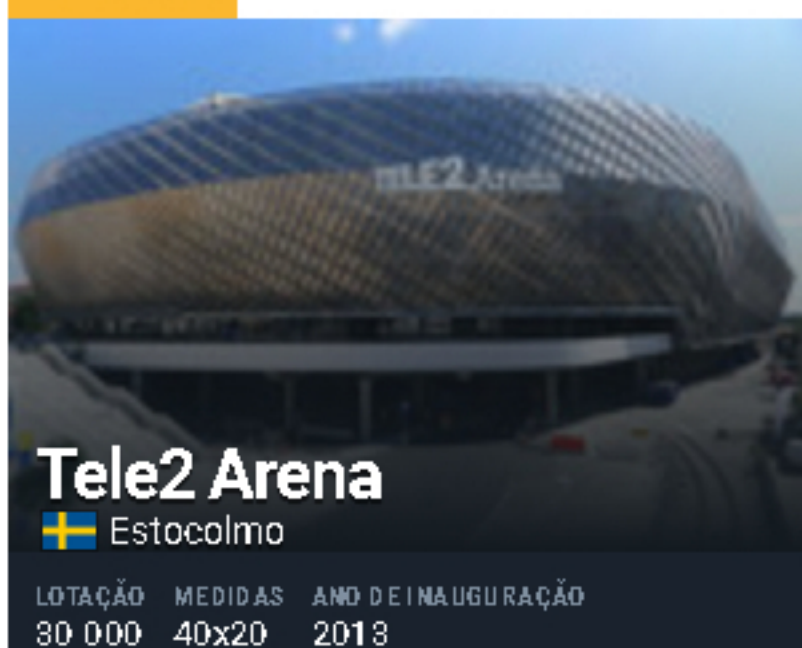 TELE2 Arena
Tele2 Arena
Estocolmo
LOTAÇÃO MEDIDAS ANO DE INAUGURAÇÃO
30 000 40x20 2013